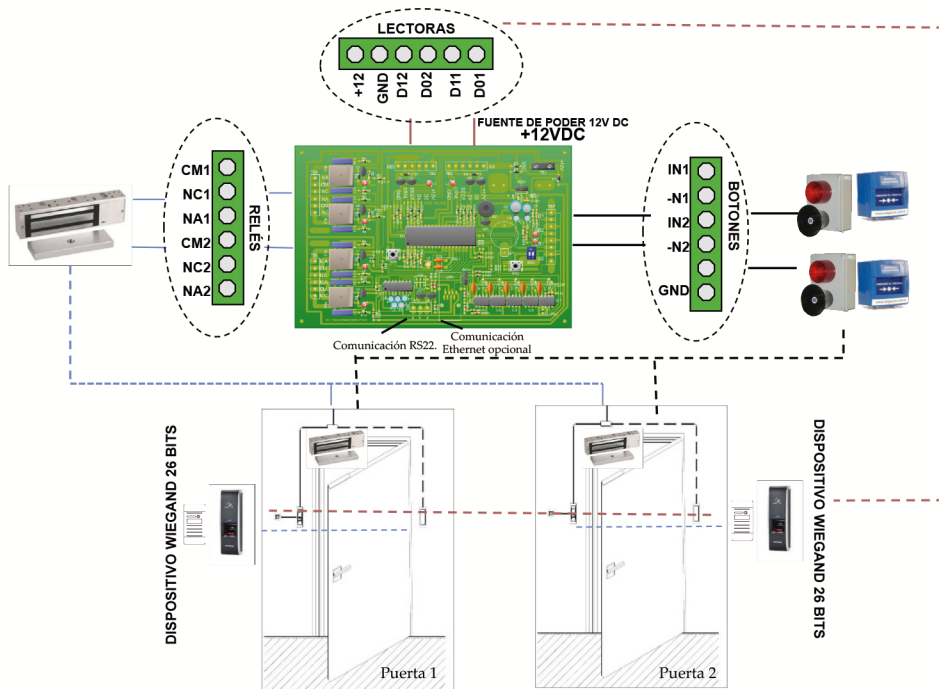 LECTORAS
+12
GND
D12
D02
D11
D01
FUENTE DE PODER 12V DC
+12VDC
CM1
NC1
NA1
CM2
NC2
NA2
RELÉS
IN1
-N1
IN2
-N2
GND
BOTONES
Comunicación RS22.
Comunicación
Ethernet opcional
DISPOSITIVO WIEGAND 26 BITS
Puerta 1
Puerta 2
DISPOSITIVO WIEGAND 26 BITS